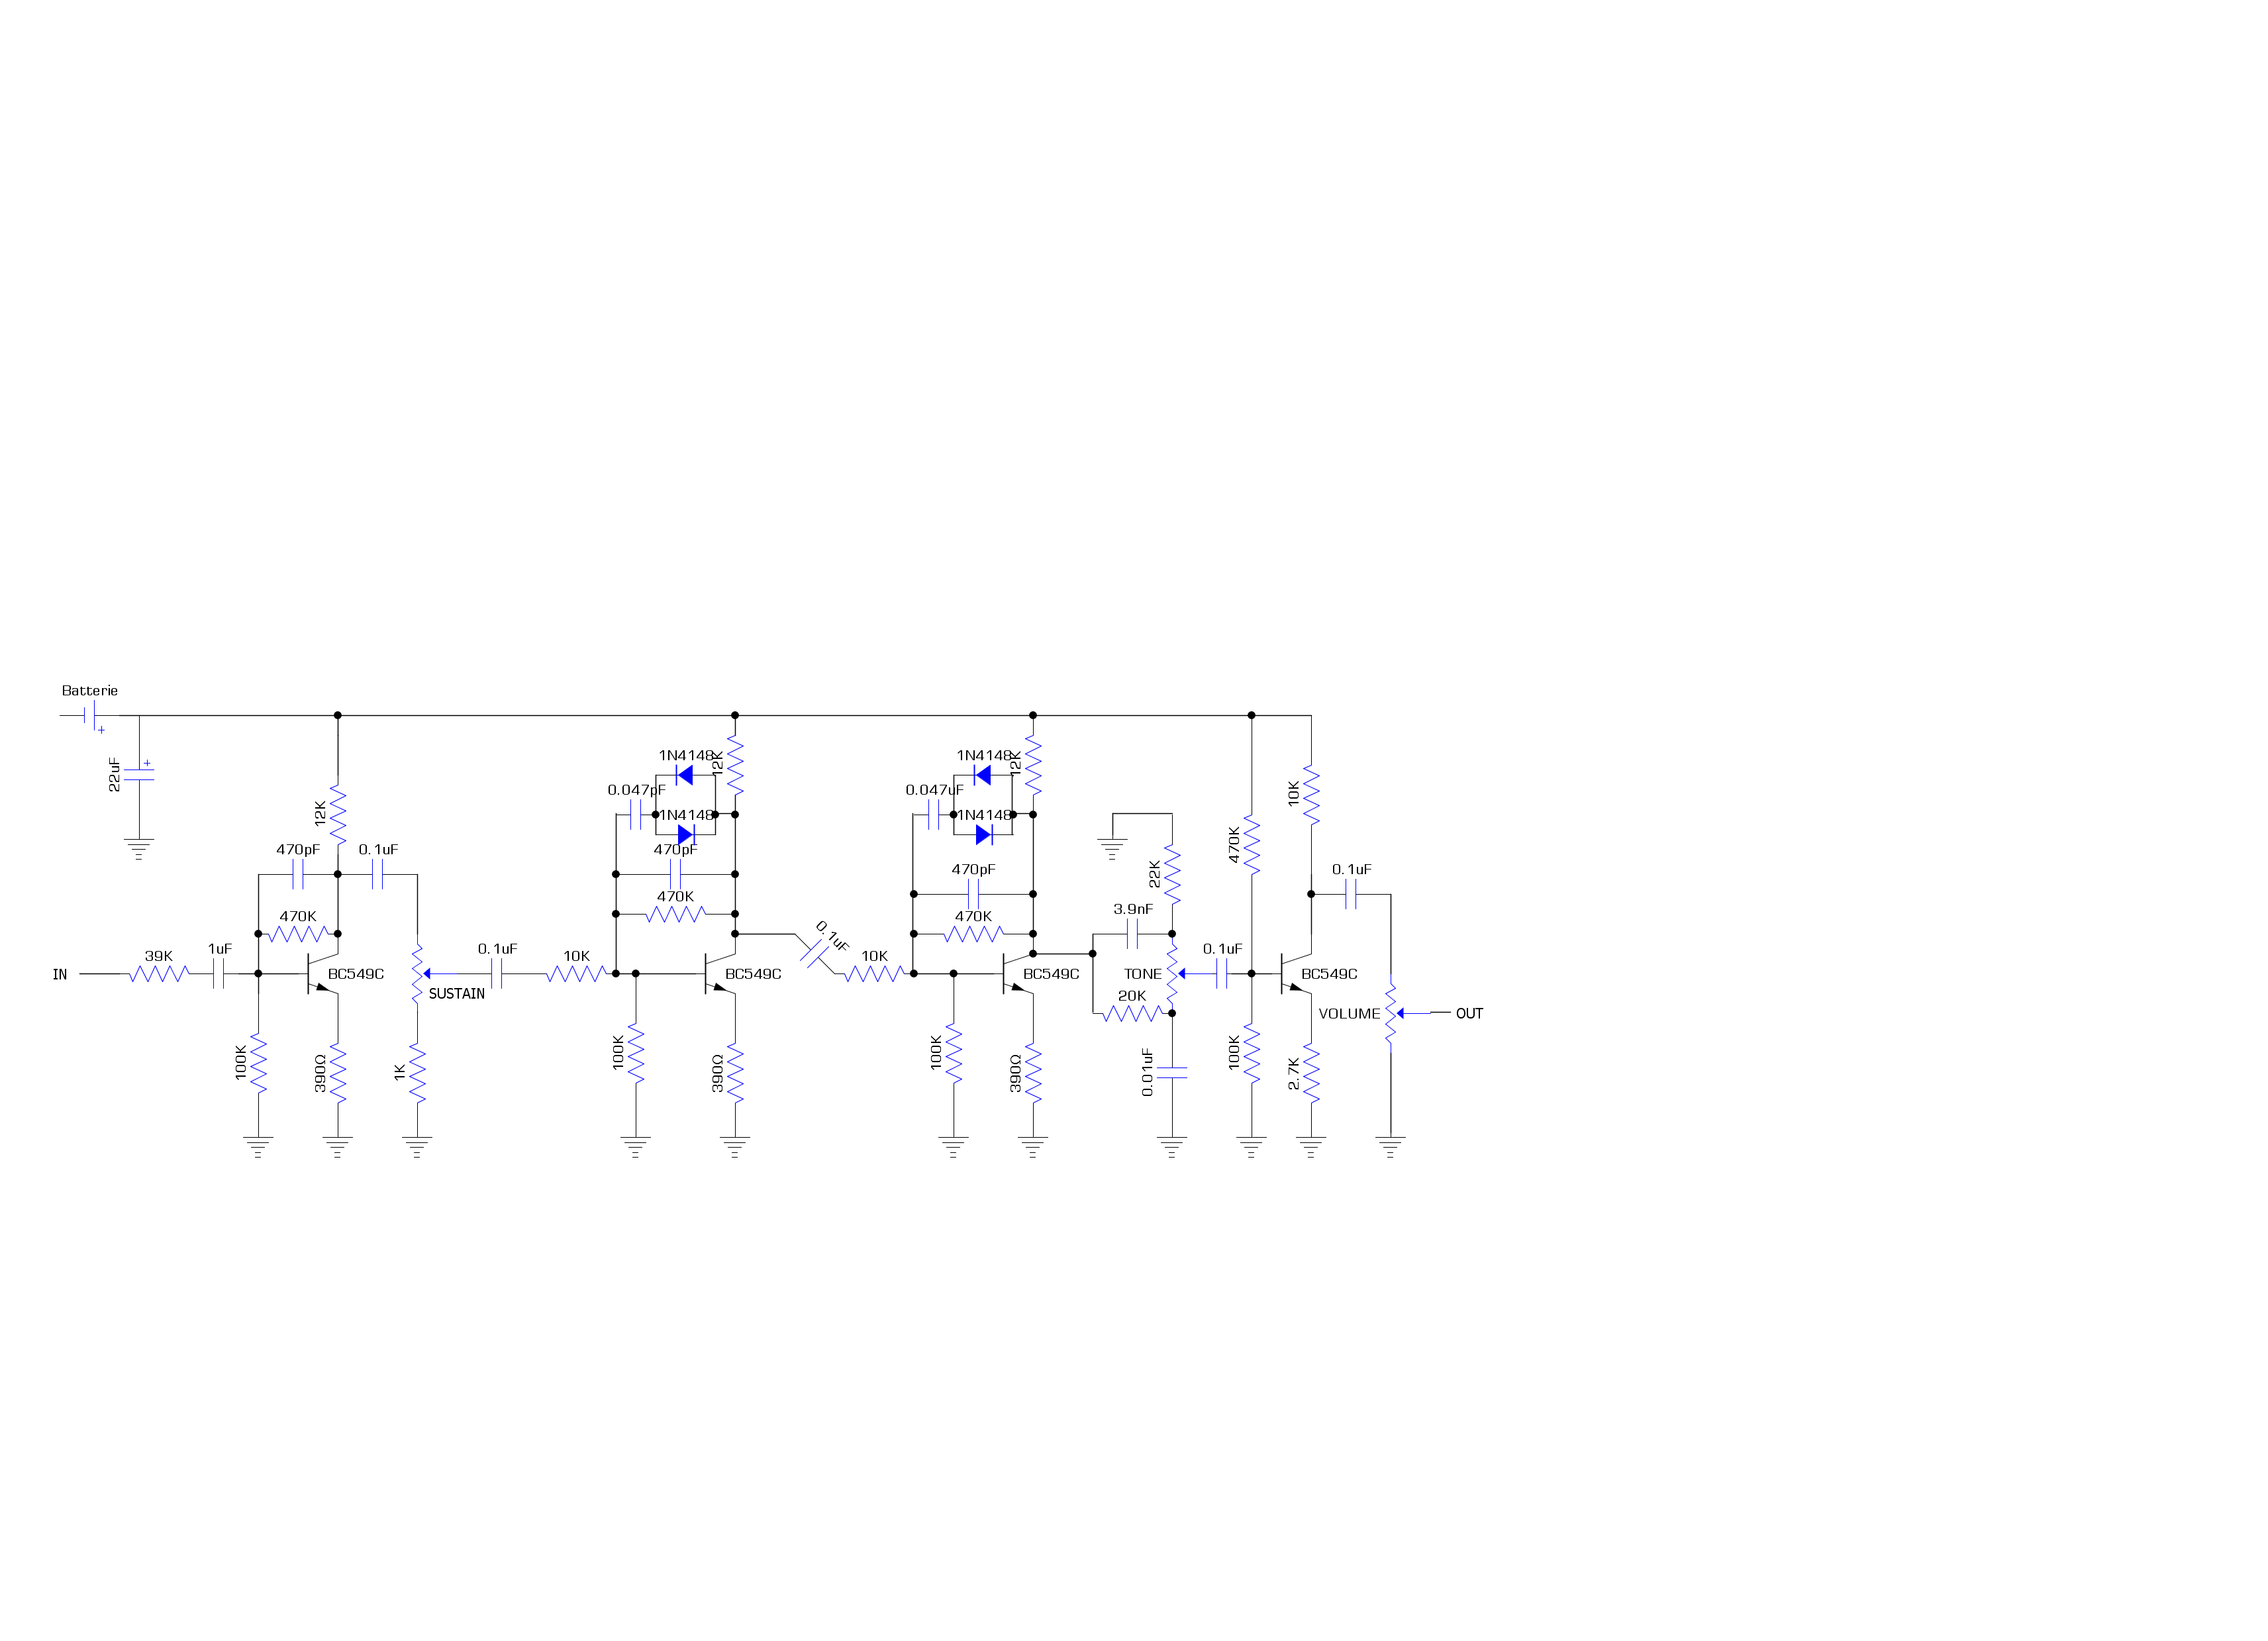 Batterie
22uF
12K
470pF
0.1uF
470K
39K
1uF
IN
BC549C
100K
390Ω
SUSTAIN
1K
0.1uF
10K
1N4148
12K
0.047pF
1N4148
470pF
470K
BC549C
100K
390Ω
0.1uF
10K
1N4148
12K
0.047uF
1N4148
470pF
470K
BC549C
100K
390Ω
22K
3.9nF
TONE
20K
0.01uF
0.1uF
470K
100K
10K
BC549C
2.7K
0.1uF
VOLUME
OUT